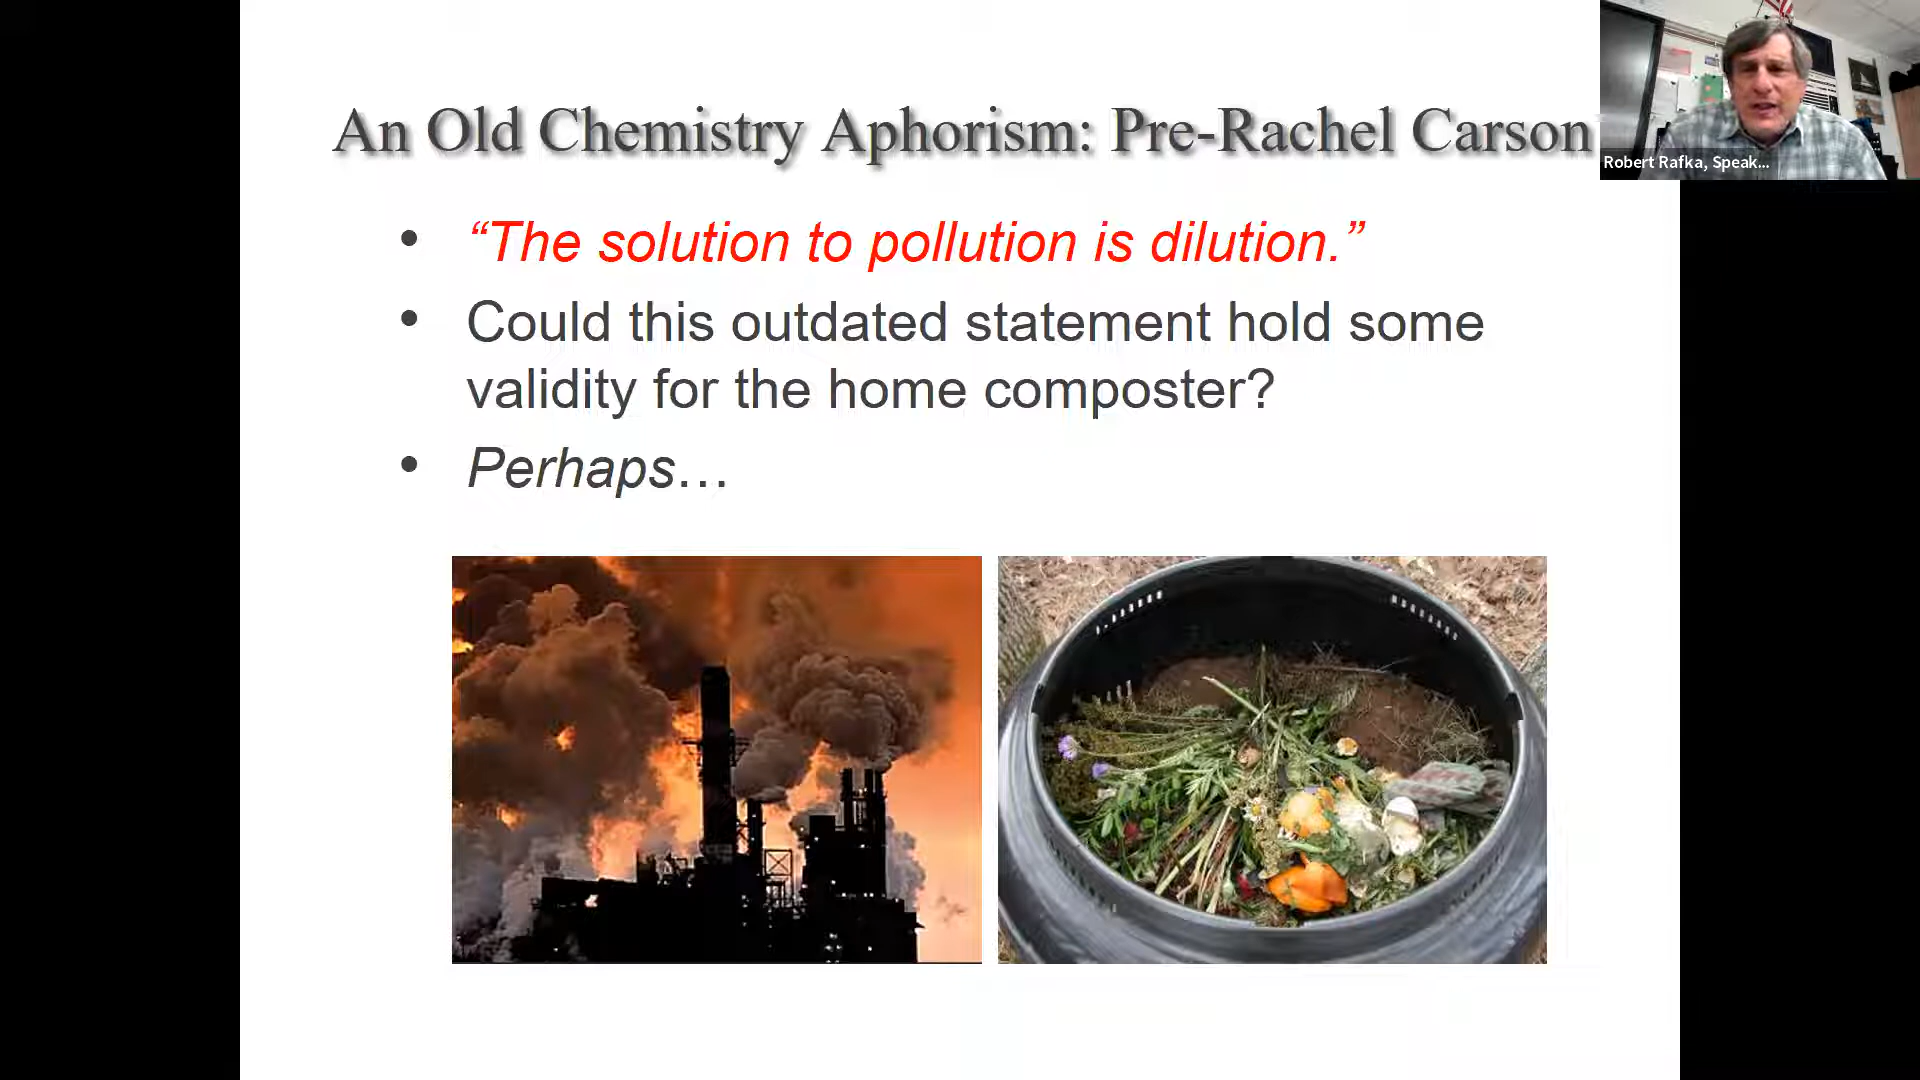 An Old Chemistry Aphorism: Pre-Rachel Carson
Robert Rafka, Speak...
• “The solution to pollution is dilution.”
• Could this outdated statement hold some
validity for the home composter?
• Perhaps…